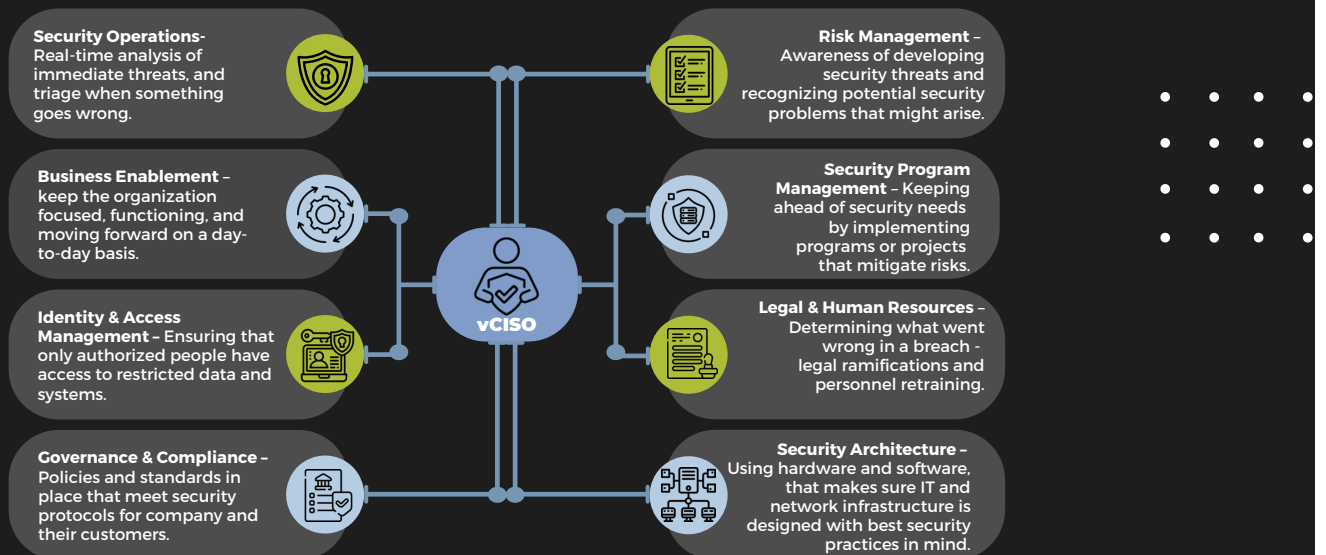 Security Operations-
Real-time analysis of
immediate threats, and
triage when something
goes wrong.
Risk Management –
Awareness of developing
security threats and
recognizing potential security
problems that might arise.
Business Enablement –
keep the organization
focused, functioning, and
moving forward on a day-
to-day basis.
Security Program
Management – Keeping
ahead of security needs
by implementing
programs or projects
that mitigate risks.
vCISO
Identity & Access
Management – Ensuring that
only authorized people have
access to restricted data and
systems.
Legal & Human Resources –
Determining what went
wrong in a breach -
legal ramifications and
personnel retraining.
Governance & Compliance –
Policies and standards in
place that meet security
protocols for company and
their customers.
Security Architecture –
Using hardware and software,
that makes sure IT and
network infrastructure is
designed with best security
practices in mind.